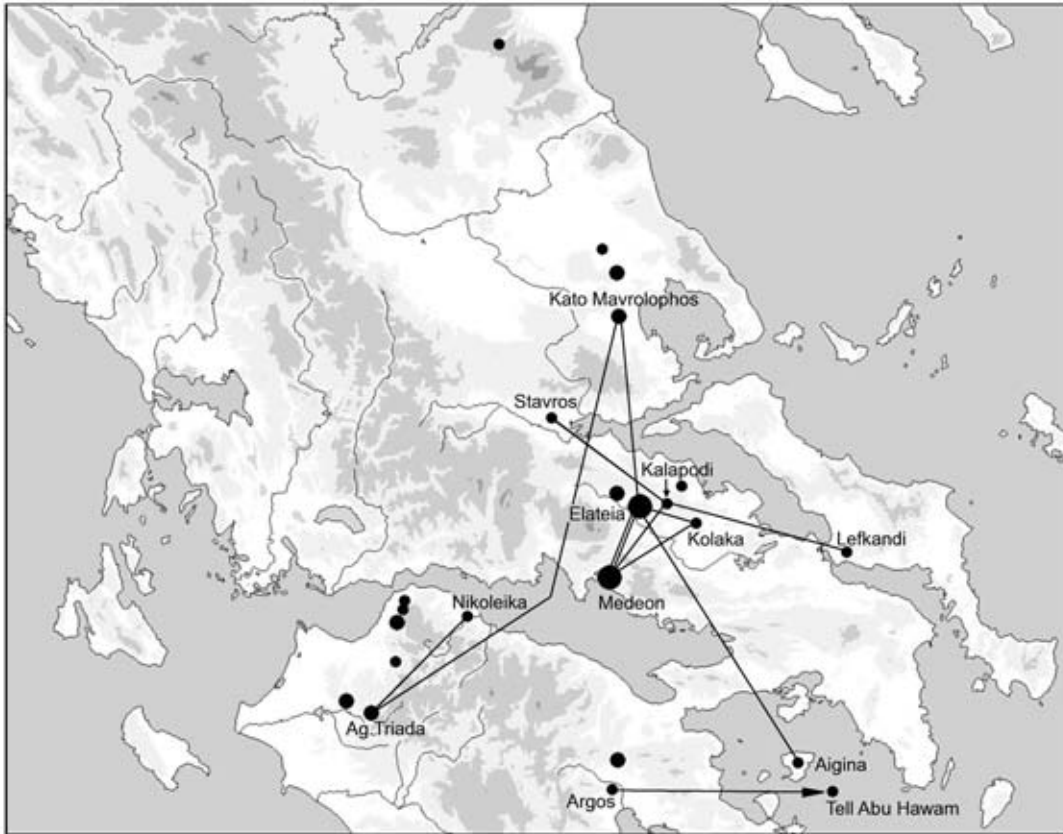 Kato Mavrolophos
Stavros
Kalapodi
Elateia
Kolaka
Lefkandi
Medeon
Nikoleika
Ag.Triada
Aigina
Argos
Tell Abu Hawam